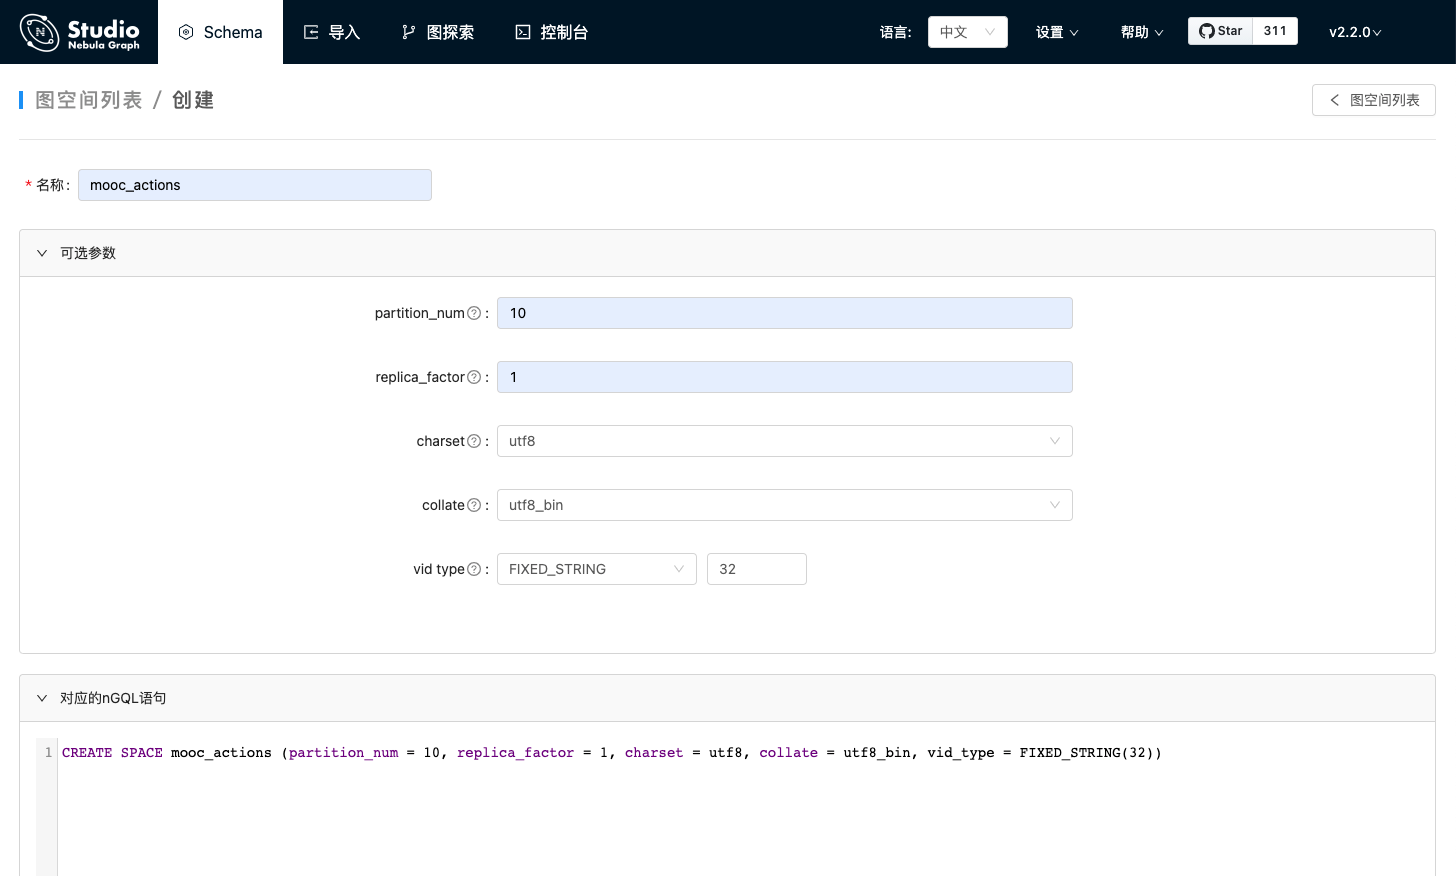 Studio
Nebula Graph
Schema
导入
图探索
控制台
语言:
中文
设置
帮助
Star
311
v2.2.0
图空间列表 / 创建
图空间列表
* 名称:
mooc_actions
可选参数
partition_num :
10
replica_factor :
1
charset :
utf8
collate :
utf8_bin
vid type :
FIXED_STRING
32
对应的nGQL语句
1 CREATE SPACE mooc_actions (partition_num = 10, replica_factor = 1, charset = utf8, collate = utf8_bin, vid_type = FIXED_STRING(32))